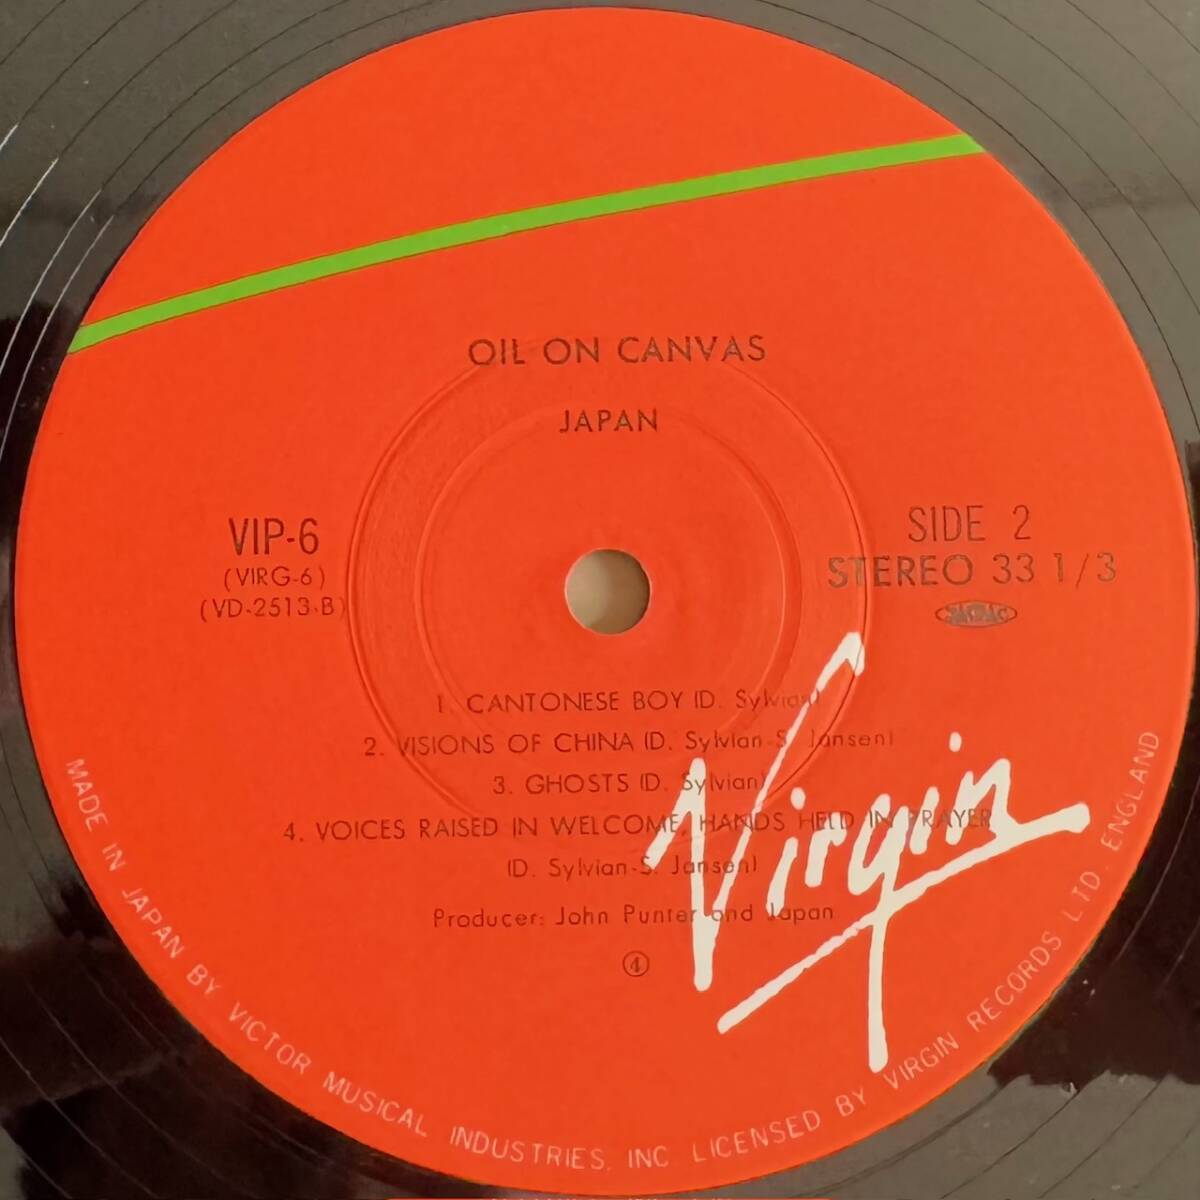 OIL ON CANVAS
JAPAN
VIP-6
(VIRG-6)
(VD-2513-B)
SIDE 2
STEREO 33 1/3
JASRAC
1. CANTONESE BOY (D. Sylvian)
2. VISIONS OF CHINA (D. Sylvian-S. Jansen)
3. GHOSTS (D. Sylvian)
4. VOICES RAISED IN WELCOME, HANDS HELD IN PRAYER
(D. Sylvian-S. Jansen)
Producer: John Punter and Japan
④
Virgin
MADE IN JAPAN BY VICTOR MUSICAL INDUSTRIES, INC LICENSED BY VIRGIN RECORDS LTD. ENGLAND